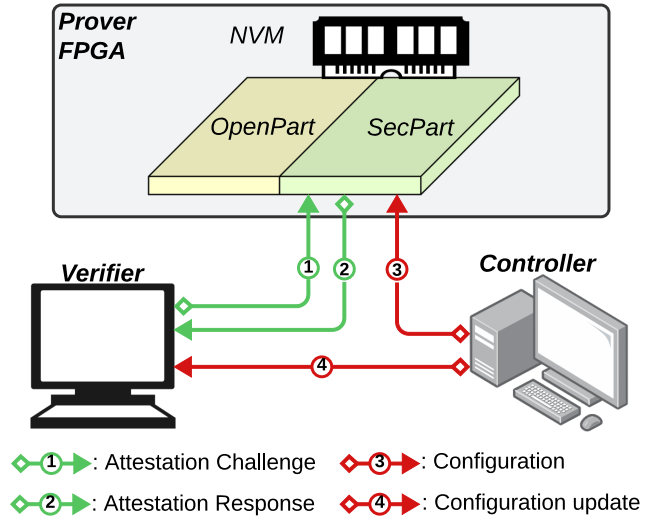 Prover
FPGA
NVM
OpenPart
SecPart
1
2
3
Verifier
Controller
4
1 : Attestation Challenge
3 : Configuration
2 : Attestation Response
4 : Configuration update